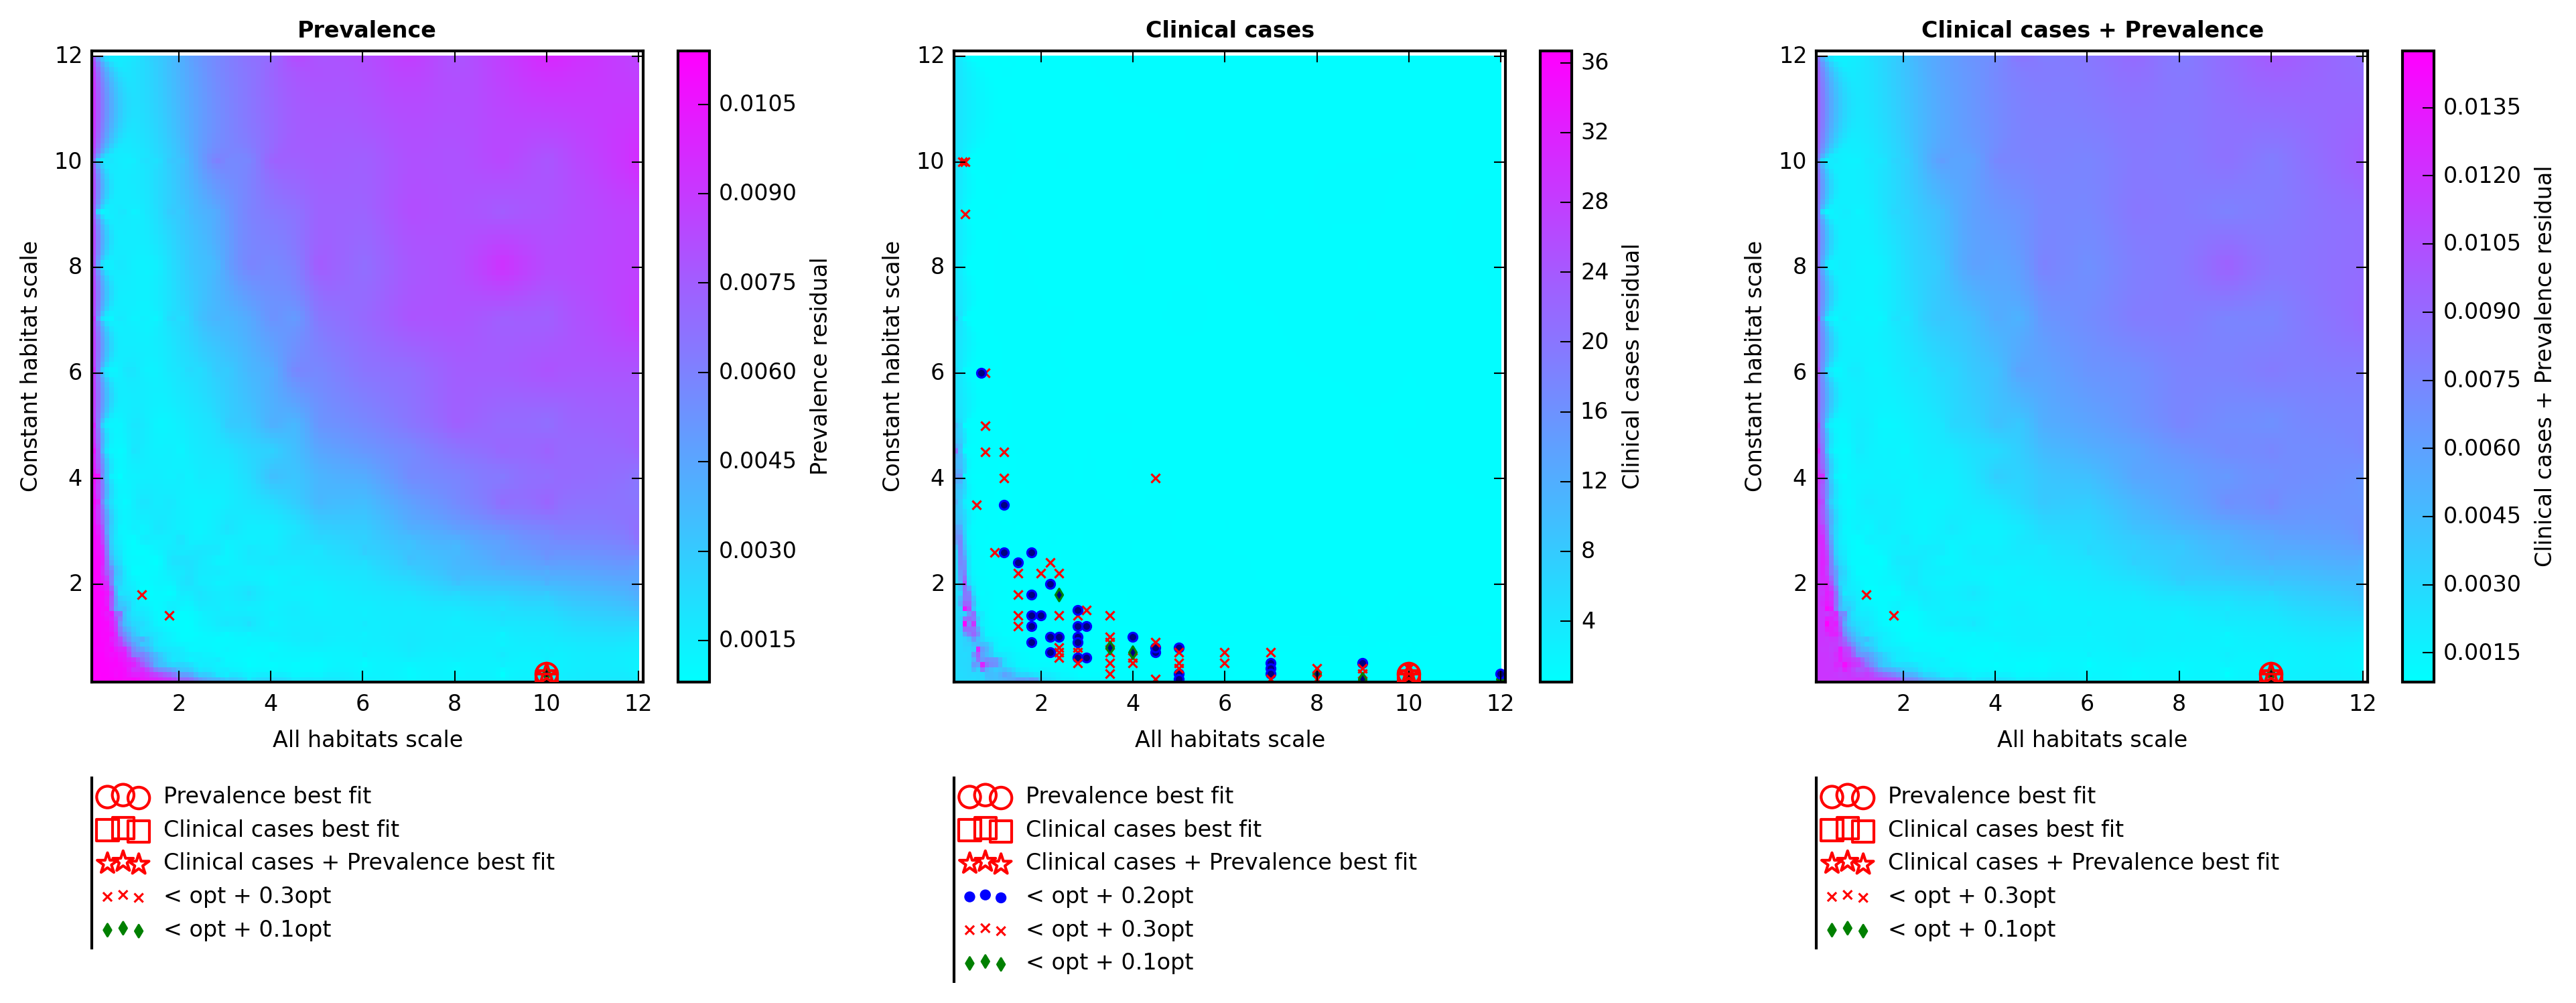 Prevalence
12
10
8
6
4
2
Constant habitat scale
2 4 6 8 10 12
All habitats scale
0.0105
0.0090
0.0075
0.0060
0.0045
0.0030
0.0015
Prevalence residual
Prevalence best fit
Clinical cases best fit
Clinical cases + Prevalence best fit
< opt + 0.3opt
< opt + 0.1opt
Clinical cases
12
10
8
6
4
2
Constant habitat scale
2 4 6 8 10 12
All habitats scale
36
32
28
24
20
16
12
8
4
Clinical cases residual
Prevalence best fit
Clinical cases best fit
Clinical cases + Prevalence best fit
< opt + 0.2opt
< opt + 0.3opt
< opt + 0.1opt
Clinical cases + Prevalence
12
10
8
6
4
2
Constant habitat scale
2 4 6 8 10 12
All habitats scale
0.0135
0.0120
0.0105
0.0090
0.0075
0.0060
0.0045
0.0030
0.0015
Clinical cases + Prevalence residual
Prevalence best fit
Clinical cases best fit
Clinical cases + Prevalence best fit
< opt + 0.3opt
< opt + 0.1opt